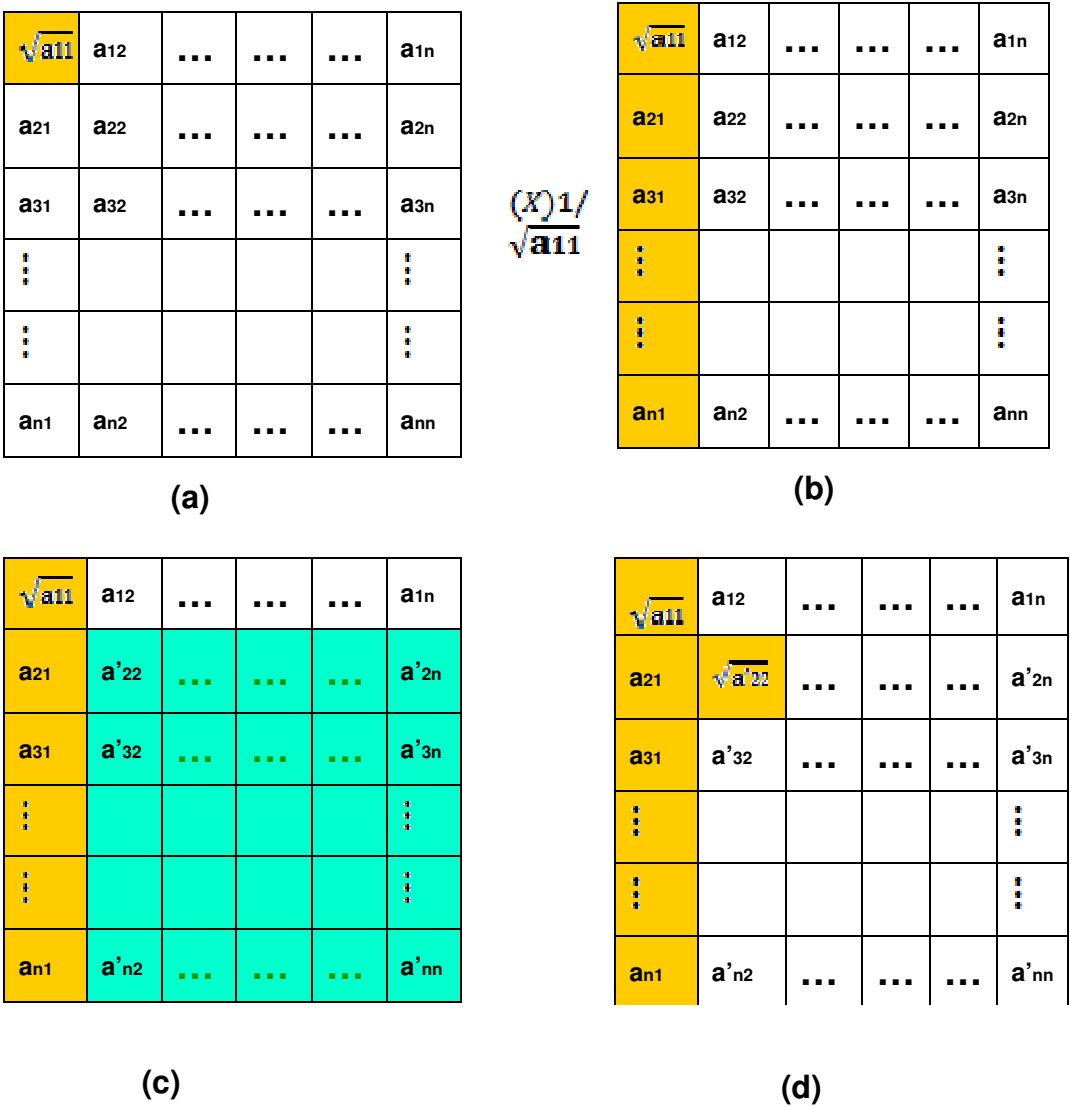 √a11 a12 ... ... ... a1n
a21 a22 ... ... ... a2n
a31 a32 ... ... ... a3n
⋮ ⋮
⋮ ⋮
an1 an2 ... ... ... ann
(a)
(X)1/
√a11
√a11 a12 ... ... ... a1n
a21 a22 ... ... ... a2n
a31 a32 ... ... ... a3n
⋮ ⋮
⋮ ⋮
an1 an2 ... ... ... ann
(b)
√a11 a12 ... ... ... a1n
a21 a’22 ... ... ... a’2n
a31 a’32 ... ... ... a’3n
⋮ ⋮
⋮ ⋮
an1 a’n2 ... ... ... a’nn
(c)
√a11 a12 ... ... ... a1n
a21 √a’22 ... ... ... a’2n
a31 a’32 ... ... ... a’3n
⋮ ⋮
⋮ ⋮
an1 a’n2 ... ... ... a’nn
(d)